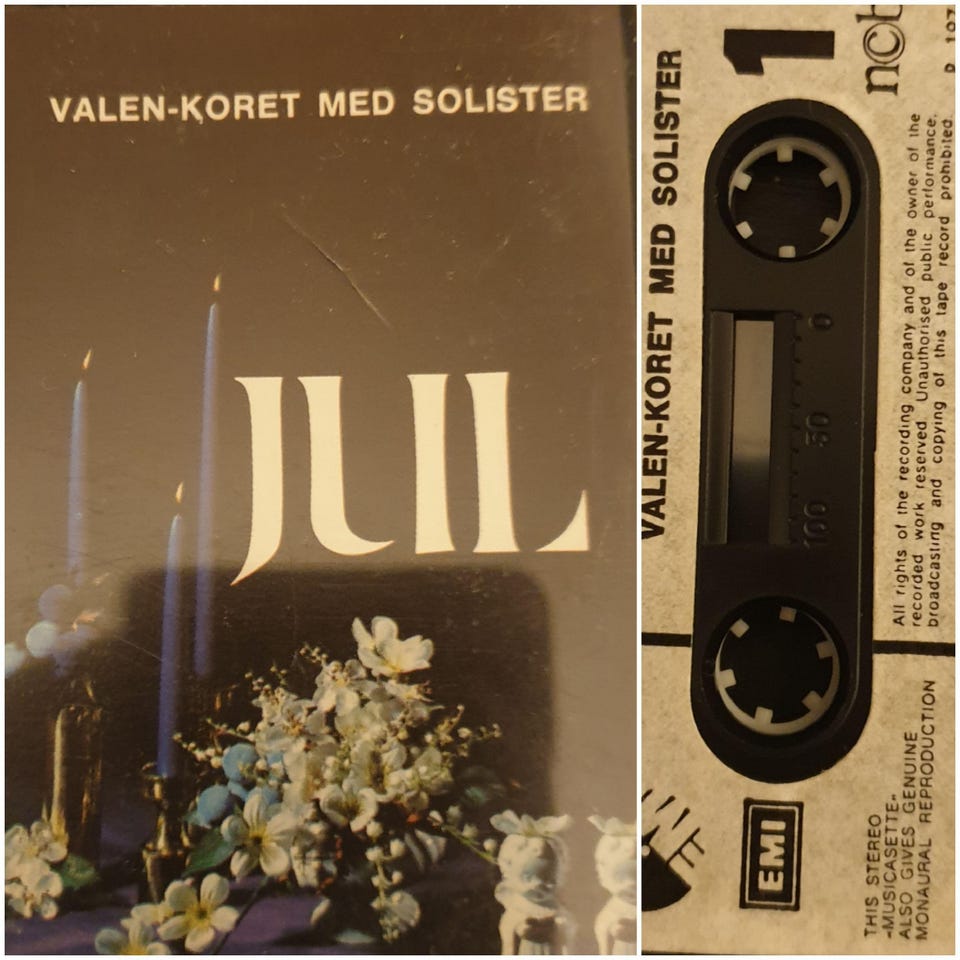 VALEN-KORET MED SOLISTER
JUL
VALEN-KORET MED SOLISTER
1
n©b
0
50
100
All rights of the recording company and of the owner of the
recorded work reserved Unauthorised public performance,
broadcasting and copying of this tape record prohibited.
EMI
THIS STEREO
-MUSICASETTE-
ALSO GIVES GENUINE
MONAURAL REPRODUCTION